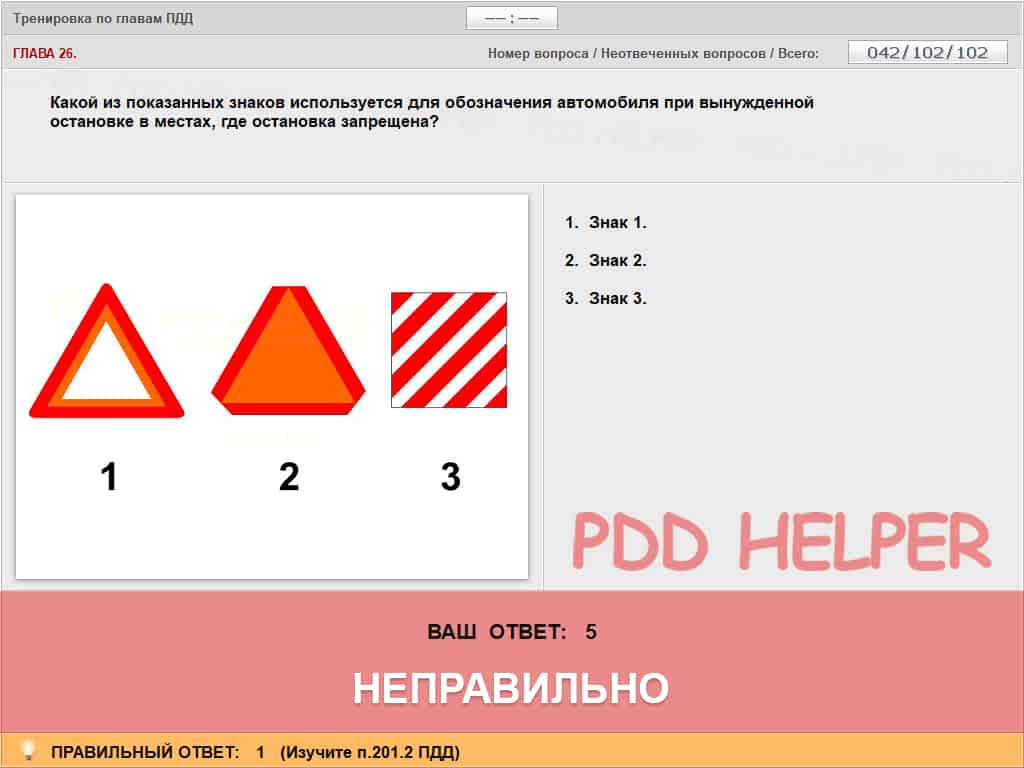 Тренировка по главам ПДД
–– : ––
ГЛАВА 26.
Номер вопроса / Неотвеченных вопросов / Всего:
042/102/102
Какой из показанных знаков используется для обозначения автомобиля при вынужденной
остановке в местах, где остановка запрещена?
1. Знак 1.
2. Знак 2.
3. Знак 3.
1
2
3
PDD HELPER
ВАШ ОТВЕТ: 5
НЕПРАВИЛЬНО
ПРАВИЛЬНЫЙ ОТВЕТ: 1 (Изучите п.201.2 ПДД)